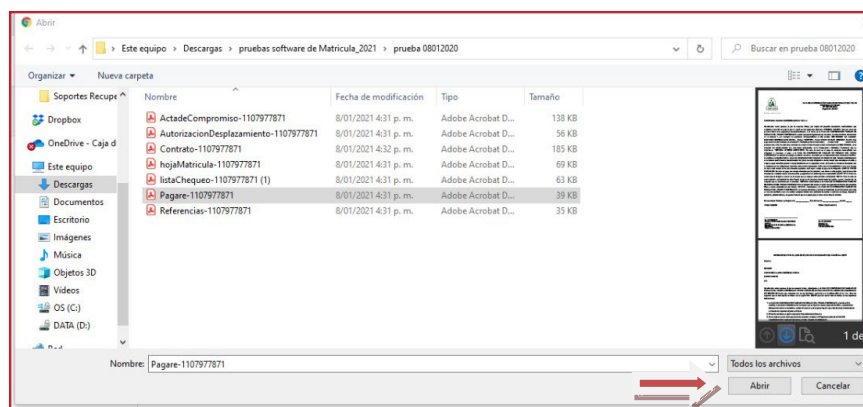 Abrir
Este equipo > Descargas > pruebas software de Matricula_2021 > prueba 08012020
Buscar en prueba 08012020
Organizar Nueva carpeta
Nombre Fecha de modificación Tipo Tamaño
Soportes Recupe
Dropbox
OneDrive - Caja d
Este equipo
Descargas
Documentos
Escritorio
Imágenes
Música
Objetos 3D
Vídeos
OS (C:)
DATA (D:)
ActadeCompromiso-1107977871 8/01/2021 4:31 p. m. Adobe Acrobat D... 138 KB
AutorizacionDesplazamiento-1107977871 8/01/2021 4:31 p. m. Adobe Acrobat D... 56 KB
Contrato-1107977871 8/01/2021 4:32 p. m. Adobe Acrobat D... 185 KB
hojaMatricula-1107977871 8/01/2021 4:31 p. m. Adobe Acrobat D... 69 KB
listaChequeo-1107977871 (1) 8/01/2021 4:31 p. m. Adobe Acrobat D... 63 KB
Pagare-1107977871 8/01/2021 4:31 p. m. Adobe Acrobat D... 39 KB
Referencias-1107977871 8/01/2021 4:31 p. m. Adobe Acrobat D... 35 KB
1 de
Nombre: Pagare-1107977871
Todos los archivos
Abrir Cancelar